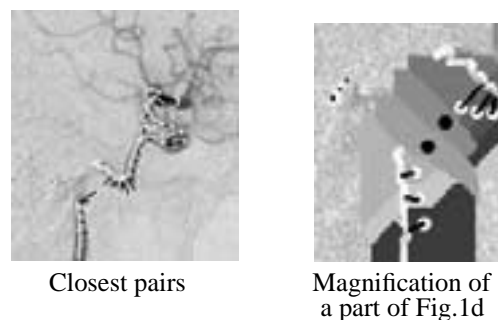 Closest pairs
Magnification of
a part of Fig.1d